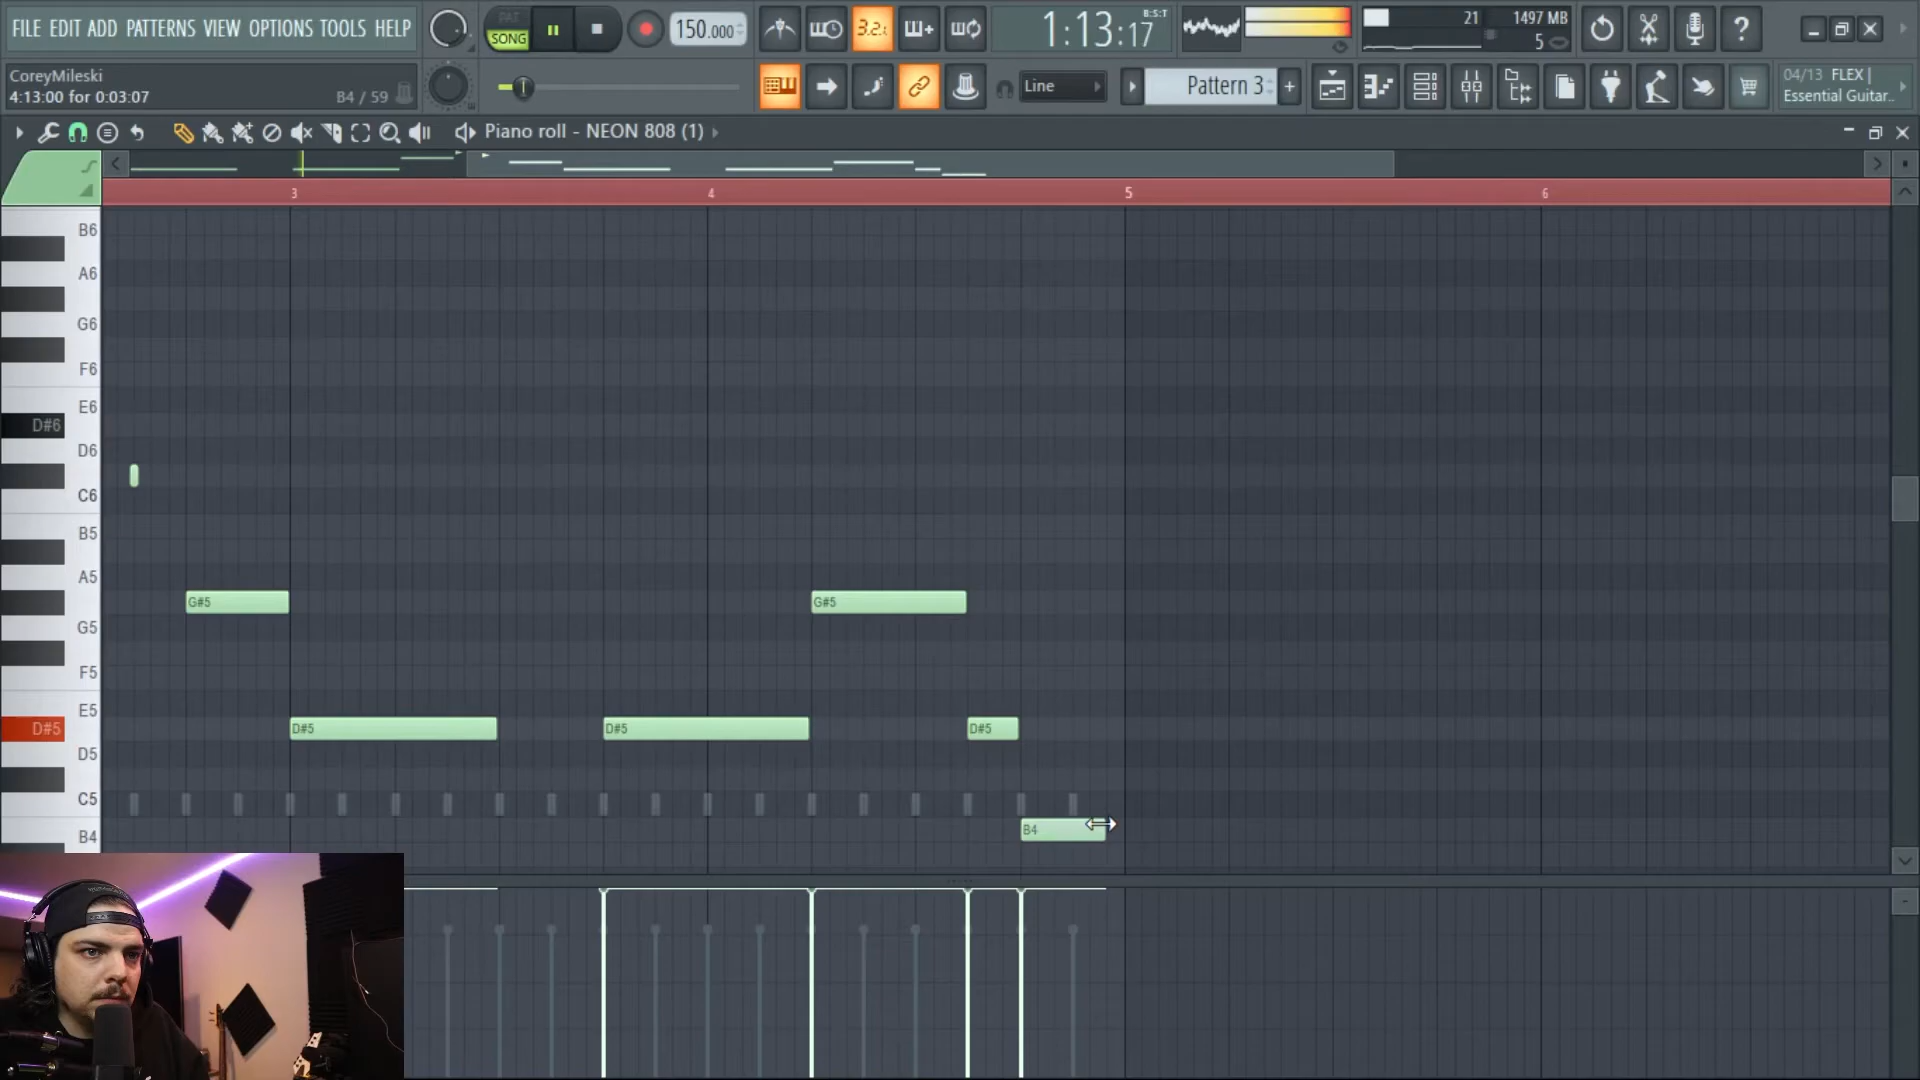 FILE EDIT ADD PATTERNS VIEW OPTIONS TOOLS HELP
PAT
SONG
150.000
3.2.
1:13:17
B:S:T
21
1497 MB
5
CoreyMileski
4:13:00 for 0:03:07
B4 / 59
Line
Pattern 3
04/13 FLEX |
Essential Guitar..
Piano roll - NEON 808 (1)
3
4
5
6
B6
A6
G6
F6
E6
D#6
D6
C6
B5
A5
G#5
G#5
G5
F5
E5
D#5
D#5
D#5
D#5
D5
C5
B4
B4